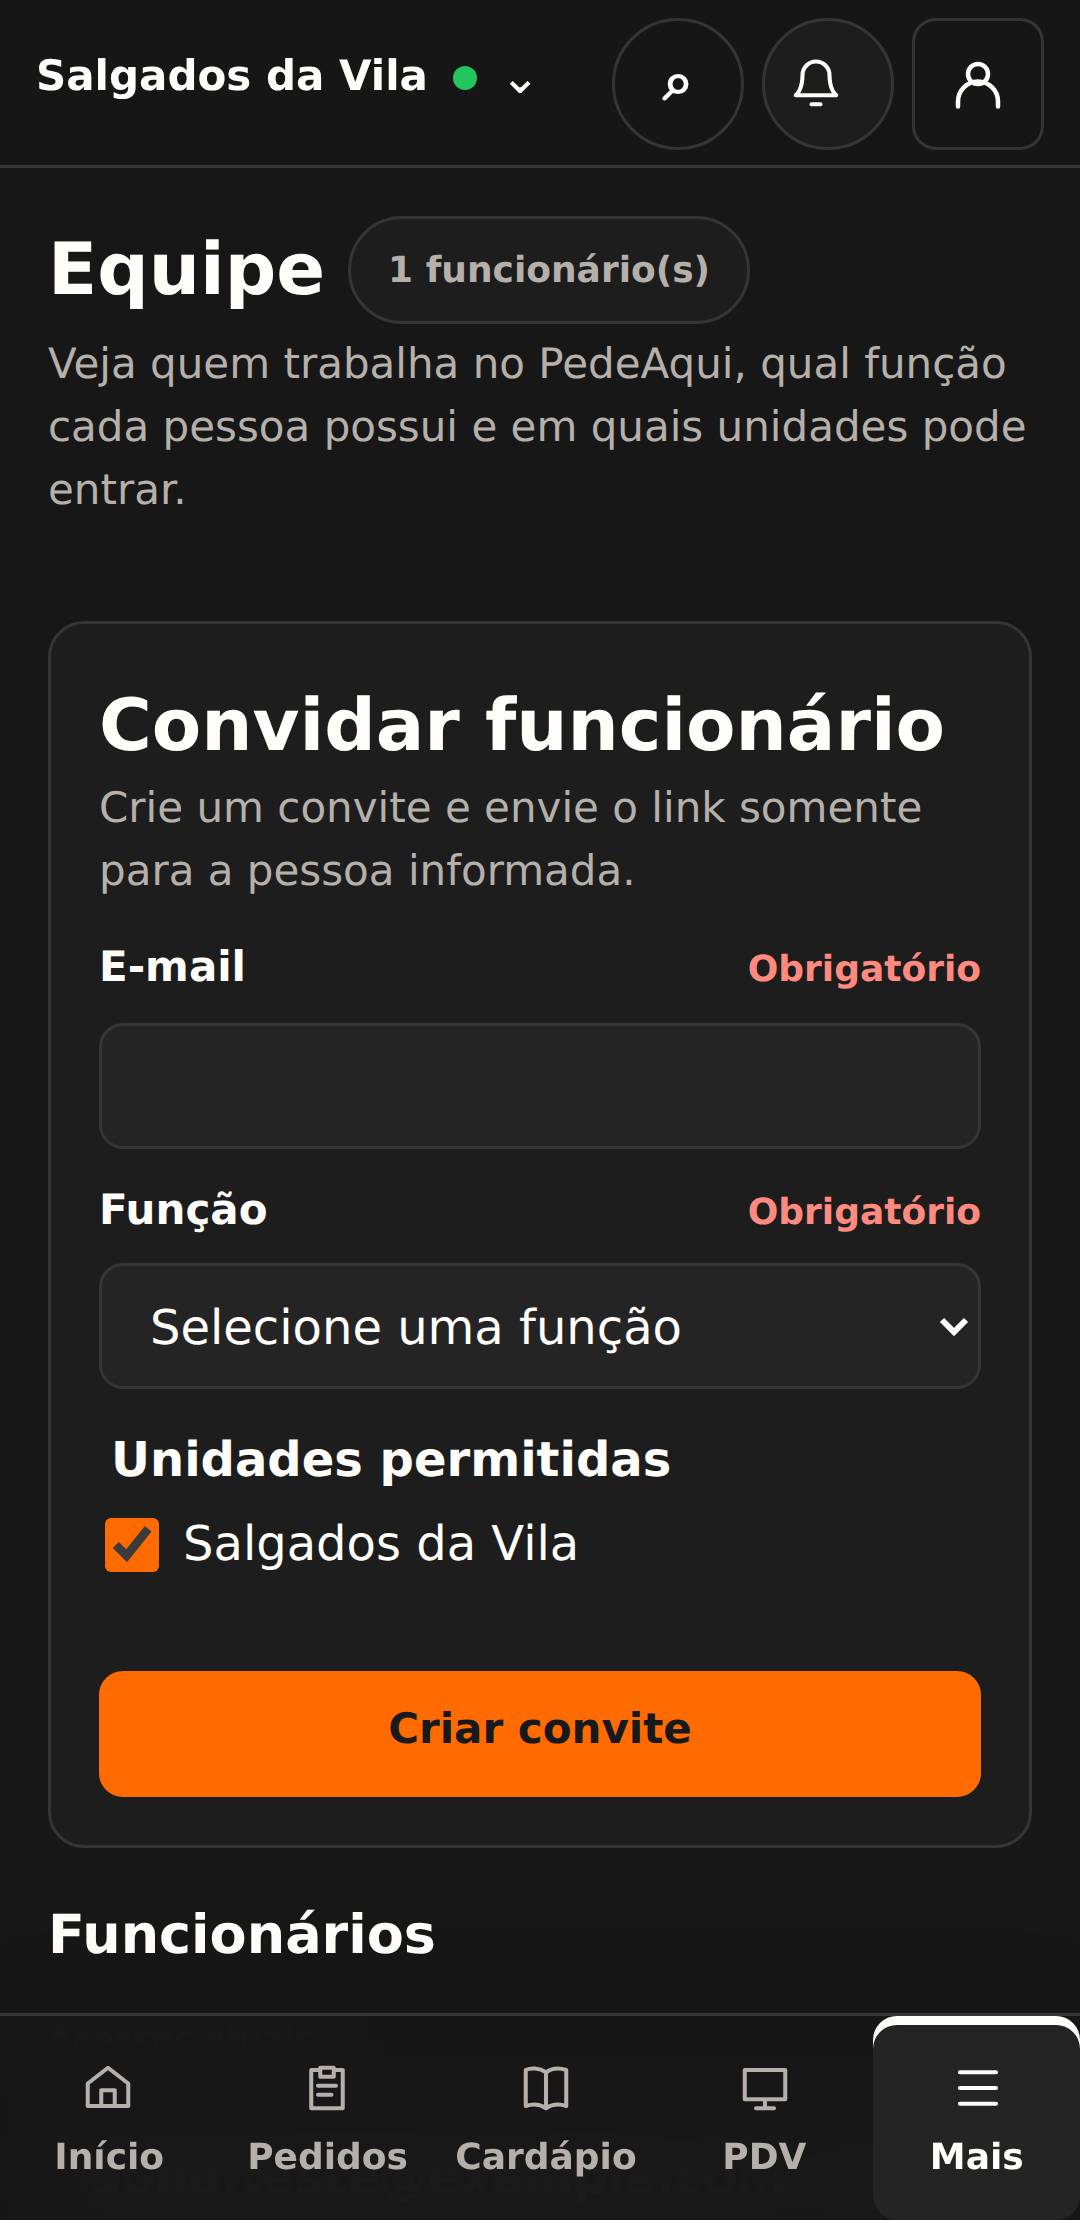 Salgados da Vila
Equipe
1 funcionário(s)
Veja quem trabalha no PedeAqui, qual função
cada pessoa possui e em quais unidades pode
entrar.
Convidar funcionário
Crie um convite e envie o link somente
para a pessoa informada.
E-mail
Obrigatório
Função
Obrigatório
Selecione uma função
Unidades permitidas
Salgados da Vila
Criar convite
Funcionários
Início
Pedidos
Cardápio
PDV
Mais